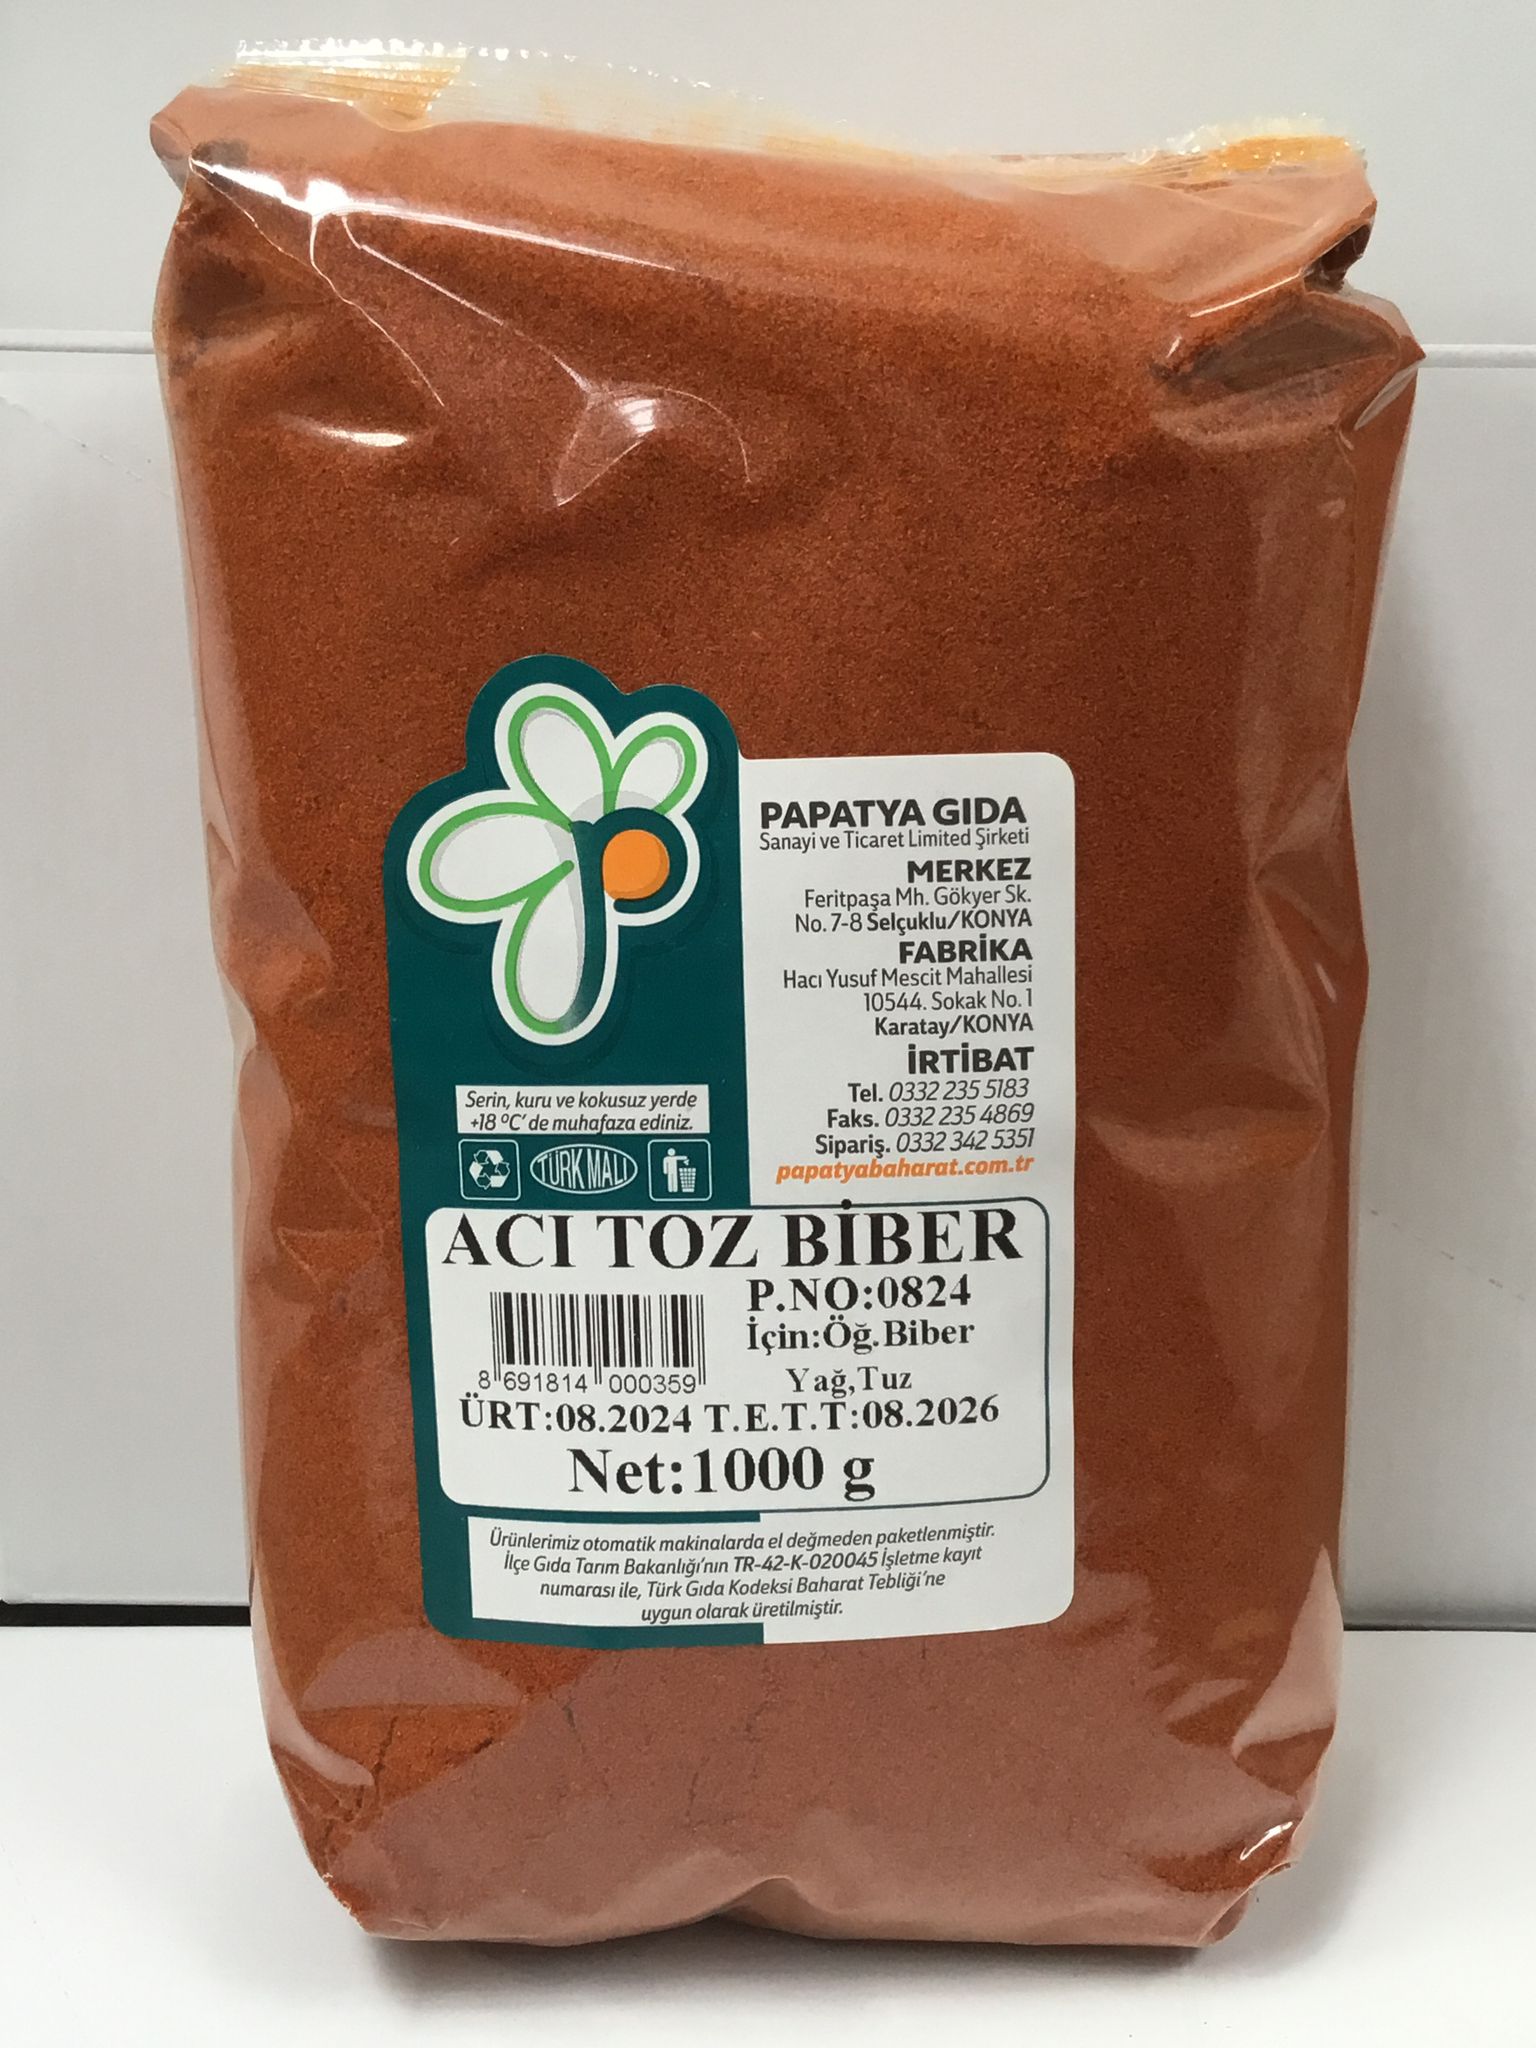 PAPATYA GIDA
Sanayi ve Ticaret Limited Şirketi
MERKEZ
Feritpaşa Mh. Gökyer Sk.
No. 7-8 Selçuklu/KONYA
FABRİKA
Hacı Yusuf Mescit Mahallesi
10544. Sokak No. 1
Karatay/KONYA
İRTİBAT
Tel. 0332 235 5183
Faks. 0332 235 4869
Sipariş. 0332 342 5351
papatyabaharat.com.tr
Serin, kuru ve kokusuz yerde
+18 ºC' de muhafaza ediniz.
TÜRK MALI
ACI TOZ BİBER
P.NO:0824
İçin:Öğ.Biber
Yağ,Tuz
8 691814 000359
ÜRT:08.2024 T.E.T.T:08.2026
Net:1000 g
Ürünlerimiz otomatik makinalarda el değmeden paketlenmiştir.
İlçe Gıda Tarım Bakanlığı'nın TR-42-K-020045 İşletme kayıt
numarası ile, Türk Gıda Kodeksi Baharat Tebliği'ne
uygun olarak üretilmiştir.